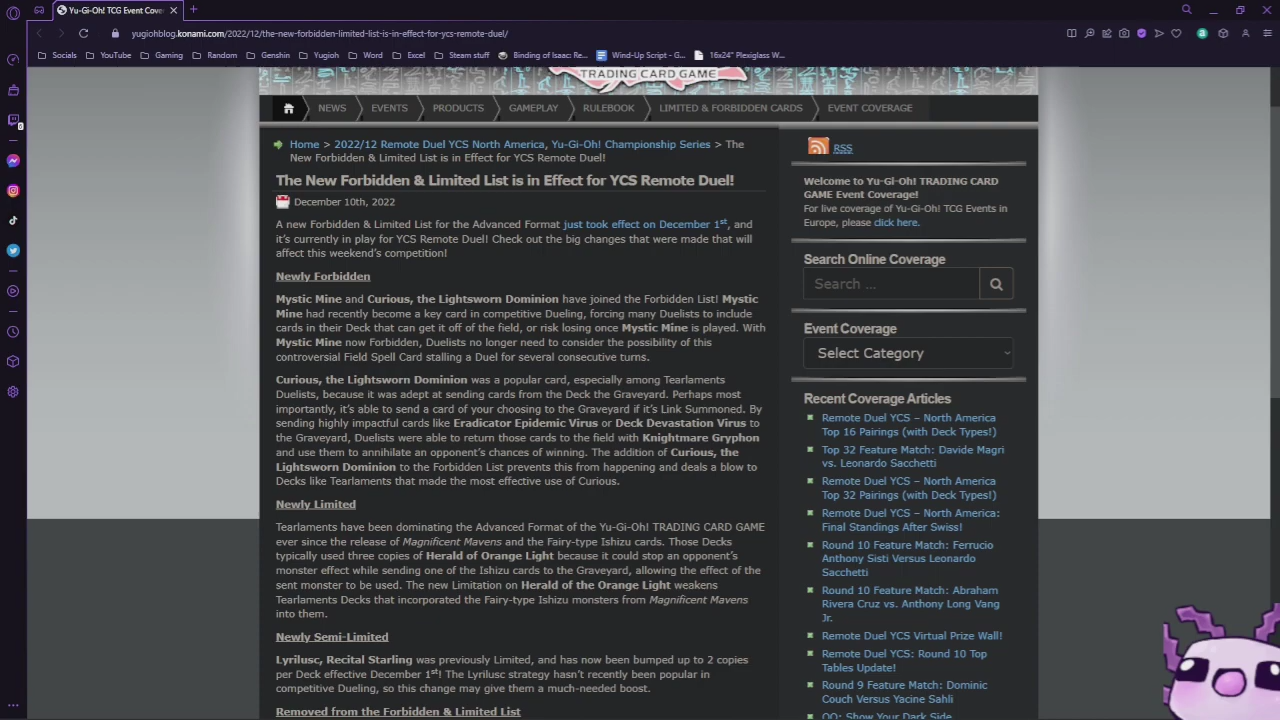 Yu-Gi-Oh! TCG Event Cove
yugiohblog.konami.com/2022/12/the-new-forbidden-limited-list-is-in-effect-for-ycs-remote-duel/
Socials YouTube Gaming Random Genshin Yugioh Word Excel Steam stuff Binding of Isaac: Re... Wind-Up Script - G... 16x24" Plexiglass W...
TRADING CARD GAME
NEWS EVENTS PRODUCTS GAMEPLAY RULEBOOK LIMITED & FORBIDDEN CARDS EVENT COVERAGE
Home > 2022/12 Remote Duel YCS North America, Yu-Gi-Oh! Championship Series > The
New Forbidden & Limited List is in Effect for YCS Remote Duel!
The New Forbidden & Limited List is in Effect for YCS Remote Duel!
December 10th, 2022
A new Forbidden & Limited List for the Advanced Format just took effect on December 1st, and
it's currently in play for YCS Remote Duel! Check out the big changes that were made that will
affect this weekend's competition!
Newly Forbidden
Mystic Mine and Curious, the Lightsworn Dominion have joined the Forbidden List! Mystic
Mine had recently become a key card in competitive Dueling, forcing many Duelists to include
cards in their Deck that can get it off of the field, or risk losing once Mystic Mine is played. With
Mystic Mine now Forbidden, Duelists no longer need to consider the possibility of this
controversial Field Spell Card stalling a Duel for several consecutive turns.
Curious, the Lightsworn Dominion was a popular card, especially among Tearlaments
Duelists, because it was adept at sending cards from the Deck the Graveyard. Perhaps most
importantly, it's able to send a card of your choosing to the Graveyard if it's Link Summoned. By
sending highly impactful cards like Eradicator Epidemic Virus or Deck Devastation Virus to
the Graveyard, Duelists were able to return those cards to the field with Knightmare Gryphon
and use them to annihilate an opponent's chances of winning. The addition of Curious, the
Lightsworn Dominion to the Forbidden List prevents this from happening and deals a blow to
Decks like Tearlaments that made the most effective use of Curious.
Newly Limited
Tearlaments have been dominating the Advanced Format of the Yu-Gi-Oh! TRADING CARD GAME
ever since the release of Magnificent Mavens and the Fairy-type Ishizu cards. Those Decks
typically used three copies of Herald of Orange Light because it could stop an opponent's
monster effect while sending one of the Ishizu cards to the Graveyard, allowing the effect of the
sent monster to be used. The new Limitation on Herald of the Orange Light weakens
Tearlaments Decks that incorporated the Fairy-type Ishizu monsters from Magnificent Mavens
into them.
Newly Semi-Limited
Lyrilusc, Recital Starling was previously Limited, and has now been bumped up to 2 copies
per Deck effective December 1st! The Lyrilusc strategy hasn't recently been popular in
competitive Dueling, so this change may give them a much-needed boost.
Removed from the Forbidden & Limited List
RSS
Welcome to Yu-Gi-Oh! TRADING CARD
GAME Event Coverage!
For live coverage of Yu-Gi-Oh! TCG Events in
Europe, please click here.
Search Online Coverage
Search ...
Event Coverage
Select Category
Recent Coverage Articles
Remote Duel YCS – North America
Top 16 Pairings (with Deck Types!)
Top 32 Feature Match: Davide Magri
vs. Leonardo Sacchetti
Remote Duel YCS – North America
Top 32 Pairings (with Deck Types!)
Remote Duel YCS – North America:
Final Standings After Swiss!
Round 10 Feature Match: Ferrucio
Anthony Sisti Versus Leonardo
Sacchetti
Round 10 Feature Match: Abraham
Rivera Cruz vs. Anthony Long Vang
Jr.
Remote Duel YCS Virtual Prize Wall!
Remote Duel YCS: Round 10 Top
Tables Update!
Round 9 Feature Match: Dominic
Couch Versus Yacine Sahli
QQ: Show Your Dark Side